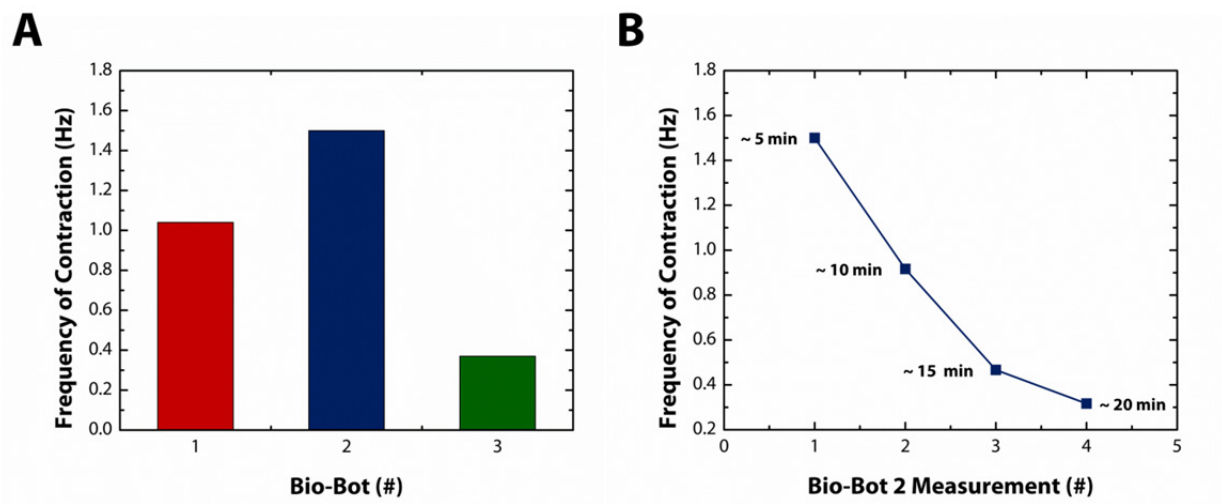 A
Frequency of Contraction (Hz)
1.8
1.6
1.4
1.2
1.0
0.8
0.6
0.4
0.2
0.0
1 2 3
Bio-Bot (#)
B
Frequency of Contraction (Hz)
1.8
1.6
1.4
1.2
1.0
0.8
0.6
0.4
0.2
~ 5 min
~ 10 min
~ 15 min
~ 20 min
0 1 2 3 4 5
Bio-Bot 2 Measurement (#)